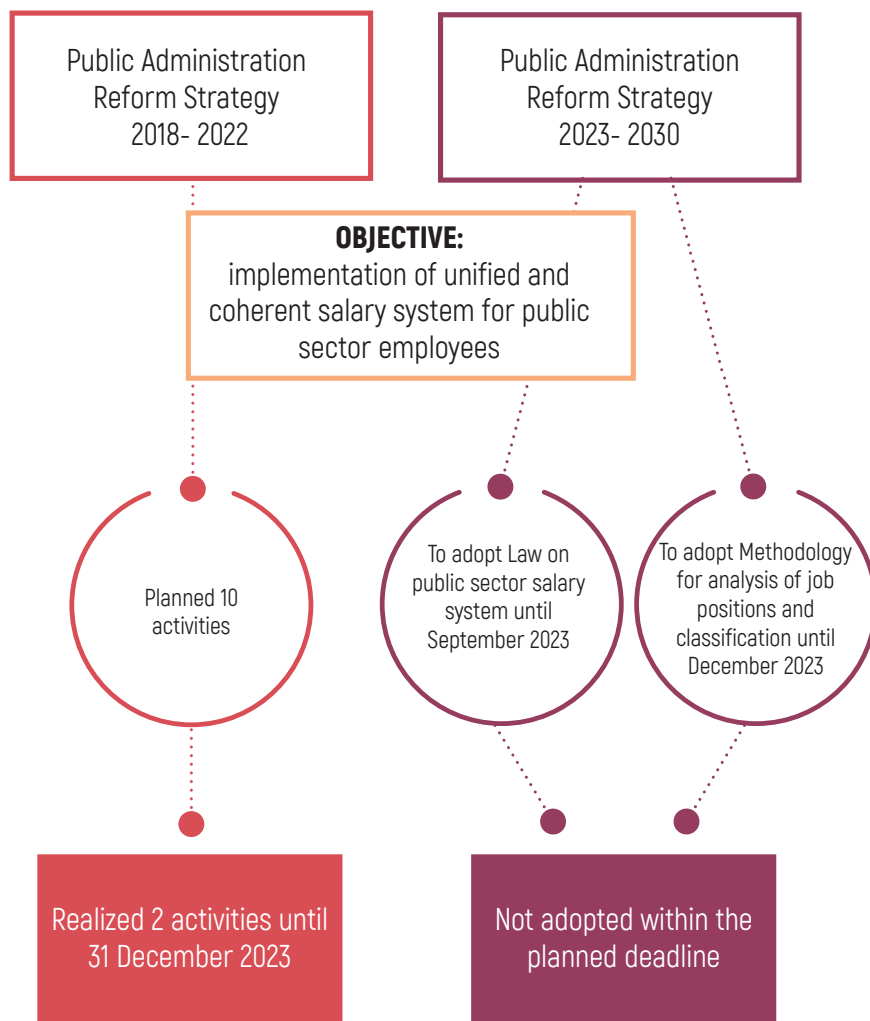 Public Administration
Reform Strategy
2018- 2022
Public Administration
Reform Strategy
2023- 2030
OBJECTIVE:
implementation of unified and
coherent salary system for public
sector employees
Planned 10
activities
To adopt Law on
public sector salary
system until
September 2023
To adopt Methodology
for analysis of job
positions and
classification until
December 2023
Realized 2 activities until
31 December 2023
Not adopted within the
planned deadline